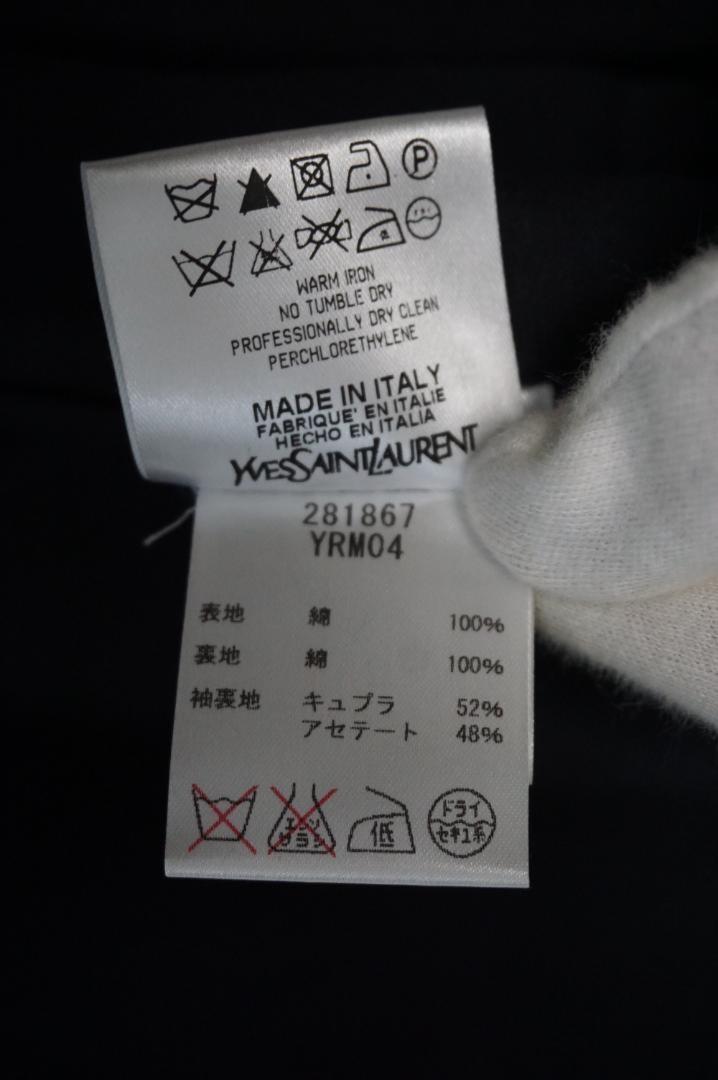 P
WARM IRON
NO TUMBLE DRY
PROFESSIONALLY DRY CLEAN
PERCHLORETHYLENE
MADE IN ITALY
FABRIQUE' EN ITALIE
HECHO EN ITALIA
YVESSAINTLAURENT
281867
YRM04
表地 綿 100%
裏地 綿 100%
袖裏地 キュプラ 52%
アセテート 48%
エンソ サラシ 低 ドライ
セキユ系